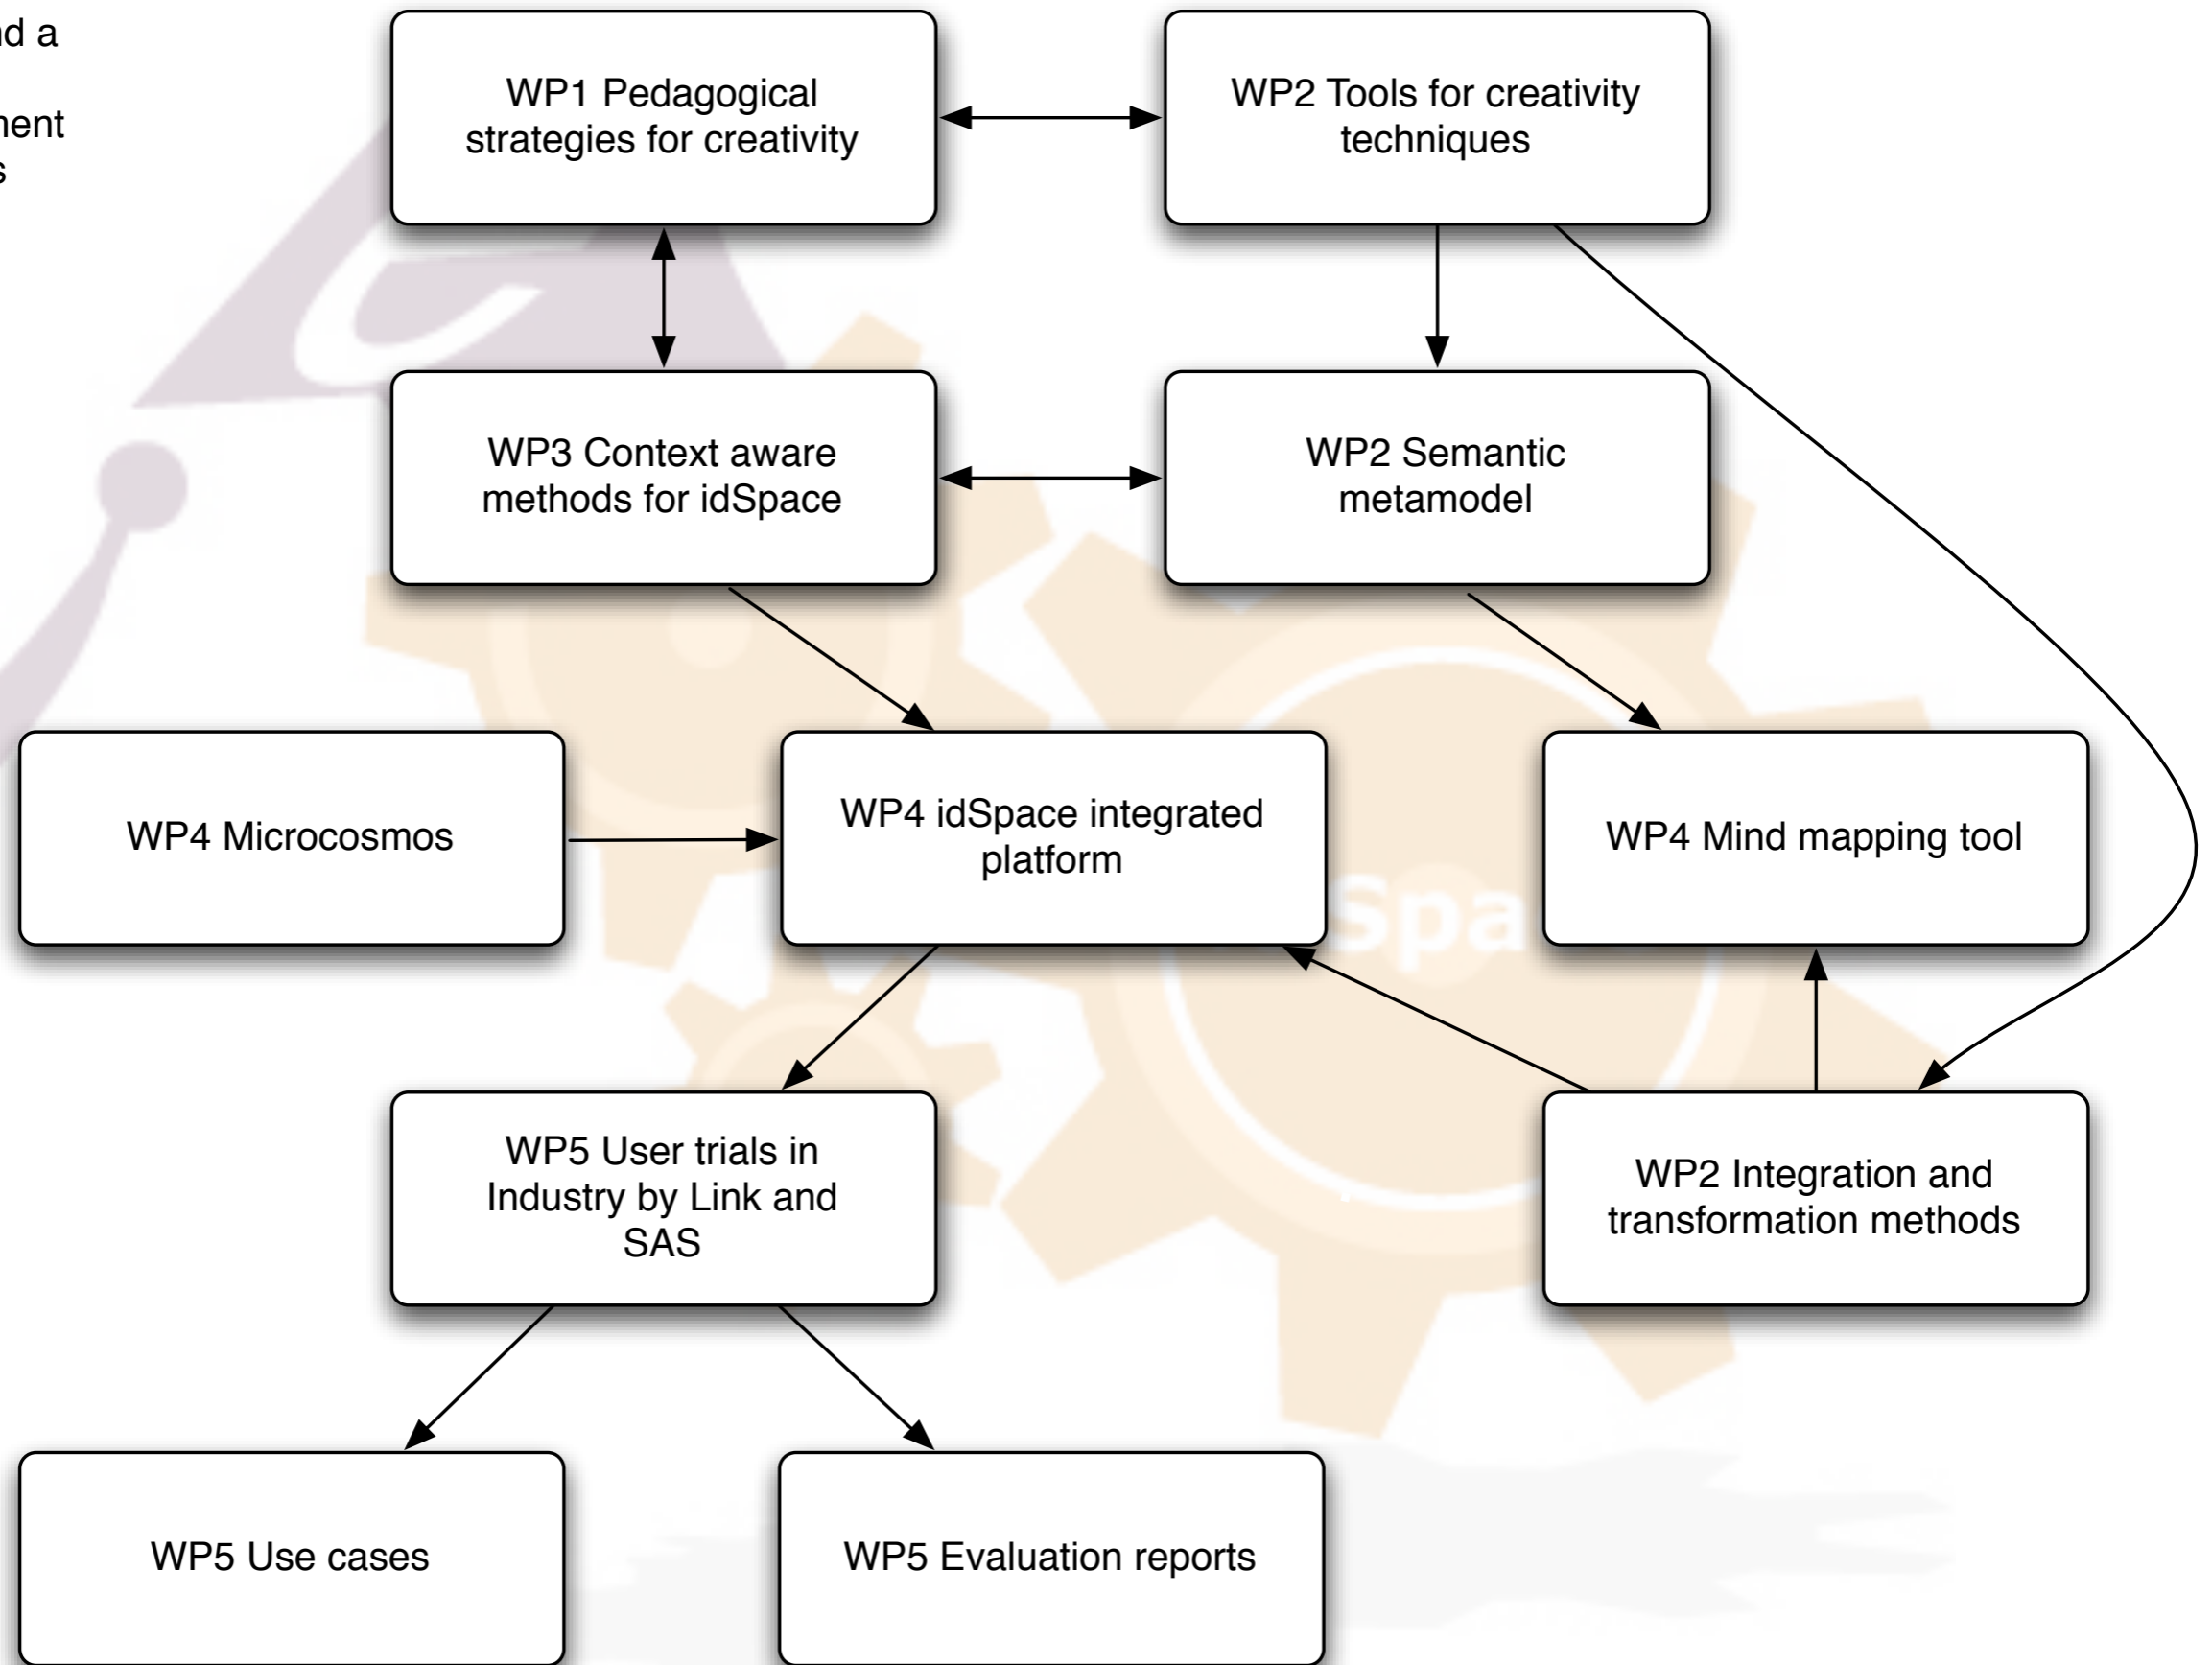 WP1 Pedagogical
strategies for creativity
WP2 Tools for creativity
techniques
WP3 Context aware
methods for idSpace
WP2 Semantic
metamodel
WP4 Microcosmos
WP4 idSpace integrated
platform
WP4 Mind mapping tool
WP5 User trials in
Industry by Link and
SAS
WP2 Integration and
transformation methods
WP5 Use cases
WP5 Evaluation reports